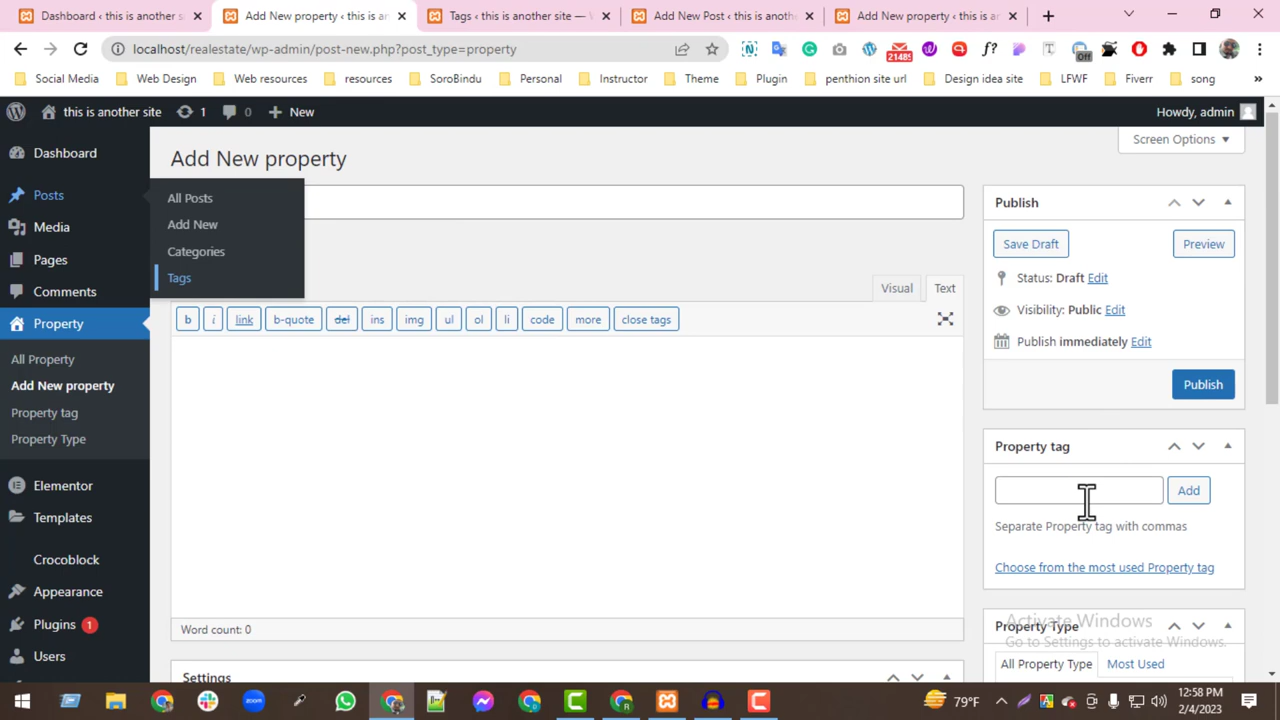 Dashboard ‹ this is another site
Add New property ‹ this is an
Tags ‹ this is another site —
Add New Post ‹ this is anoth
Add New property ‹ this is an
localhost/realestate/wp-admin/post-new.php?post_type=property
21485
f?
T
Off
Social Media
Web Design
Web resources
resources
SoroBindu
Personal
Instructor
Theme
Plugin
penthion site url
Design idea site
LFWF
Fiverr
song
»
this is another site
1
0
New
Howdy, admin
Dashboard
Posts
Media
Pages
Comments
Property
All Property
Add New property
Property tag
Property Type
Elementor
Templates
Crocoblock
Appearance
Plugins 1
Users
All Posts
Add New
Categories
Tags
Add New property
Screen Options
Visual
Text
b
i
link
b-quote
del
ins
img
ul
ol
li
code
more
close tags
Word count: 0
Settings
Publish
Save Draft
Preview
Status: Draft Edit
Visibility: Public Edit
Publish immediately Edit
Publish
Property tag
Add
Separate Property tag with commas
Choose from the most used Property tag
Property Type
Activate Windows
Go to Settings to activate Windows.
All Property Type
Most Used
zoom
79°F
12:58 PM
2/4/2023